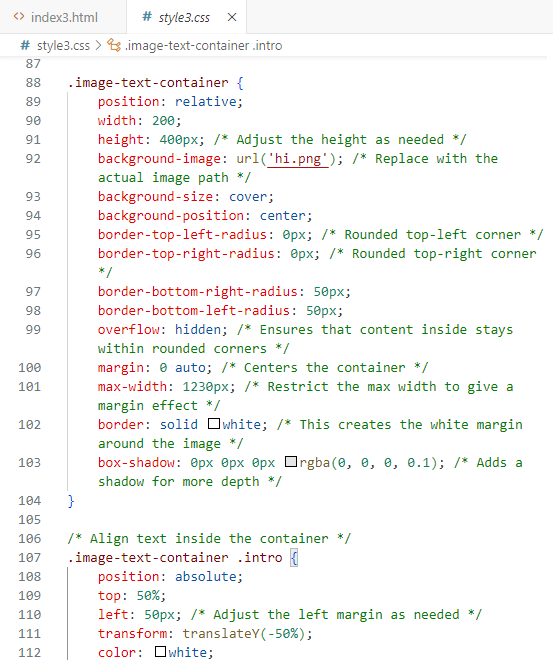 index3.html
# style3.css ×
# style3.css > .image-text-container .intro
87
88 .image-text-container {
89 position: relative;
90 width: 200;
91 height: 400px; /* Adjust the height as needed */
92 background-image: url('hi.png'); /* Replace with the
actual image path */
93 background-size: cover;
94 background-position: center;
95 border-top-left-radius: 0px; /* Rounded top-left corner */
96 border-top-right-radius: 0px; /* Rounded top-right corner
*/
97 border-bottom-right-radius: 50px;
98 border-bottom-left-radius: 50px;
99 overflow: hidden; /* Ensures that content inside stays
within rounded corners */
100 margin: 0 auto; /* Centers the container */
101 max-width: 1230px; /* Restrict the max width to give a
margin effect */
102 border: solid white; /* This creates the white margin
around the image */
103 box-shadow: 0px 0px 0px rgba(0, 0, 0, 0.1); /* Adds a
shadow for more depth */
104 }
105
106 /* Align text inside the container */
107 .image-text-container .intro {
108 position: absolute;
109 top: 50%;
110 left: 50px; /* Adjust the left margin as needed */
111 transform: translateY(-50%);
112 color: white;